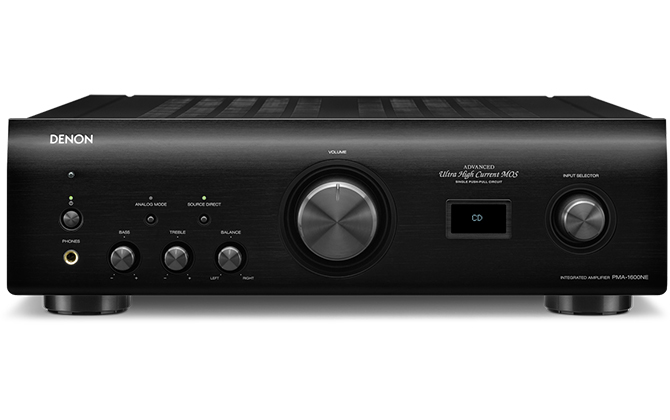 DENON
VOLUME
ADVANCED
Ultra High Current MOS
SINGLE PUSH-PULL CIRCUIT
INPUT SELECTOR
ANALOG MODE
SOURCE DIRECT
CD
PHONES
BASS
TREBLE
BALANCE
- +
- +
LEFT RIGHT
INTEGRATED AMPLIFIER PMA-1600NE